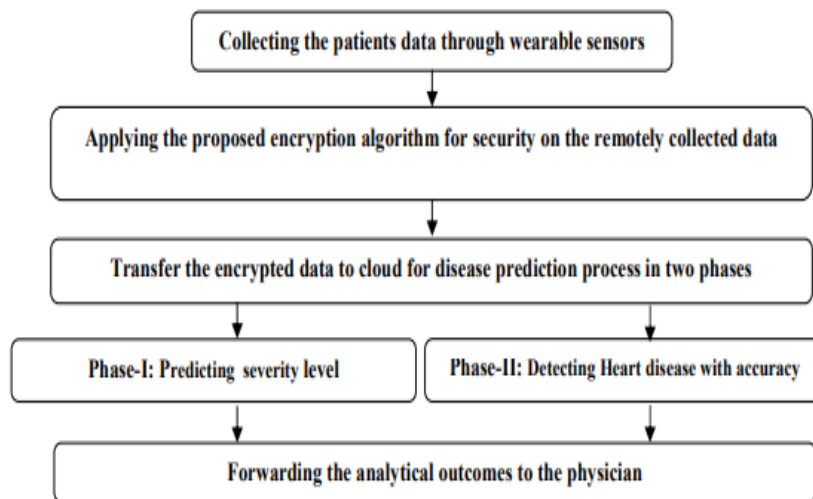 Collecting the patients data through wearable sensors
Applying the proposed encryption algorithm for security on the remotely collected data
Transfer the encrypted data to cloud for disease prediction process in two phases
Phase-I: Predicting severity level
Phase-II: Detecting Heart disease with accuracy
Forwarding the analytical outcomes to the physician